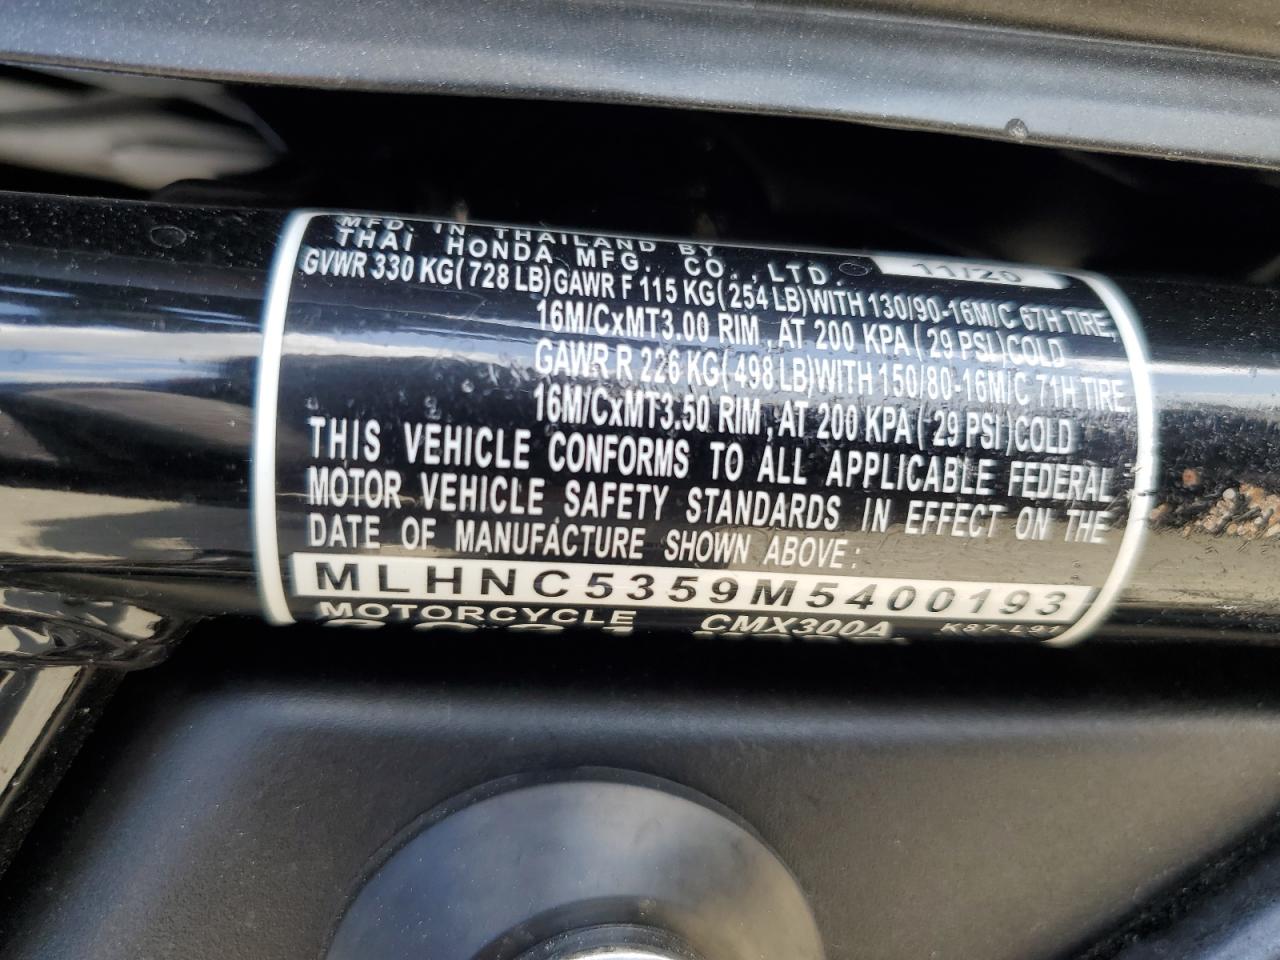 MFD. IN THAILAND BY
THAI HONDA MFG. CO.,LTD. 11/20
GVWR 330 KG(728 LB)GAWR F 115 KG(254 LB)WITH 130/90-16M/C 67H TIRE,
16M/CxMT3.00 RIM ,AT 200 KPA( 29 PSI)COLD
GAWR R 226 KG(498 LB)WITH 150/80-16M/C 71H TIRE,
16M/CxMT3.50 RIM ,AT 200 KPA( 29 PSI)COLD
THIS VEHICLE CONFORMS TO ALL APPLICABLE FEDERAL
MOTOR VEHICLE SAFETY STANDARDS IN EFFECT ON THE
DATE OF MANUFACTURE SHOWN ABOVE:
MLHNC5359M5400193
MOTORCYCLE CMX300A K87-L91